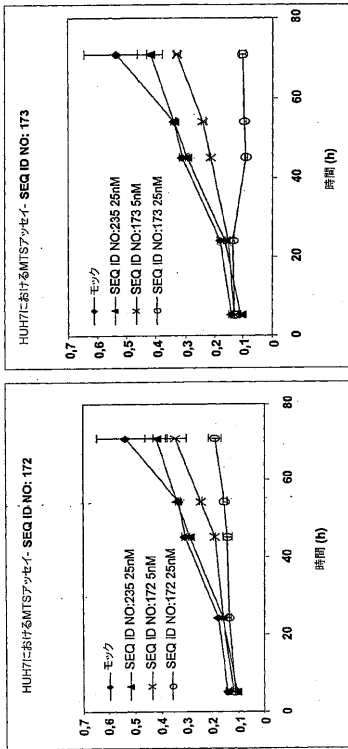 HUH7におけるMTSアッセイ- SEQ ID NO: 172
0,7
0,6
0,5
0,4
0,3
0,2
0,1
0
モック
SEQ ID NO:235 25nM
SEQ ID NO:172 5nM
SEQ ID NO:172 25nM
0
20
40
60
80
時間 (h)
HUH7におけるMTSアッセイ- SEQ ID NO: 173
0,7
0,6
0,5
0,4
0,3
0,2
0,1
0
モック
SEQ ID NO:235 25nM
SEQ ID NO:173 5nM
SEQ ID NO:173 25nM
0
20
40
60
80
時間 (h)